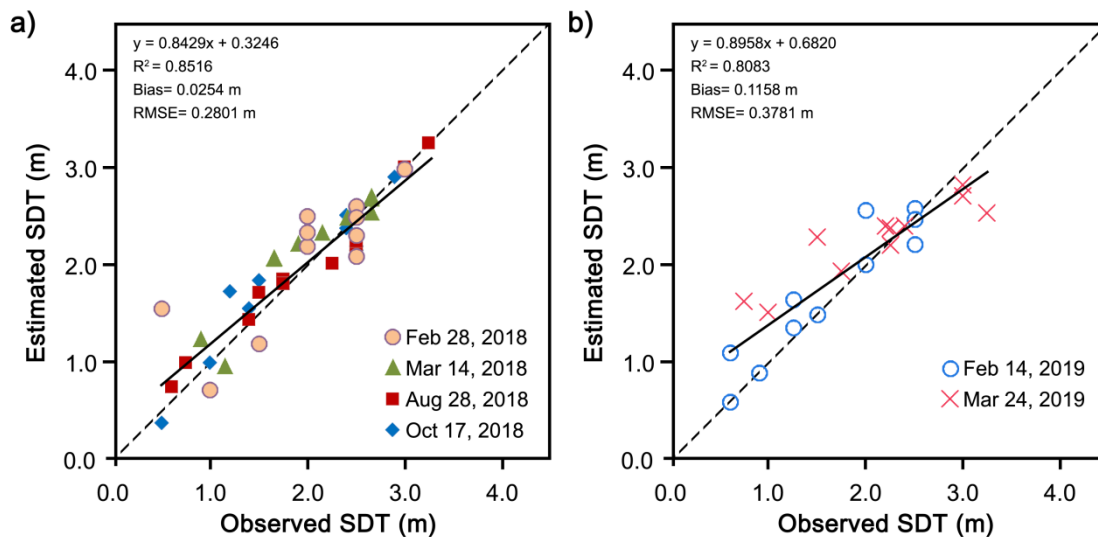 a)
y = 0.8429x + 0.3246
R² = 0.8516
Bias= 0.0254 m
RMSE= 0.2801 m
Estimated SDT (m)
4.0
3.0
2.0
1.0
0.0
Feb 28, 2018
Mar 14, 2018
Aug 28, 2018
Oct 17, 2018
0 1.0 2.0 3.0 4.0
Observed SDT (m)
b)
y = 0.8958x + 0.6820
R² = 0.8083
Bias= 0.1158 m
RMSE= 0.3781 m
Estimated SDT (m)
4.0
3.0
2.0
1.0
0.0
Feb 14, 2019
Mar 24, 2019
0 1.0 2.0 3.0 4.0
Observed SDT (m)